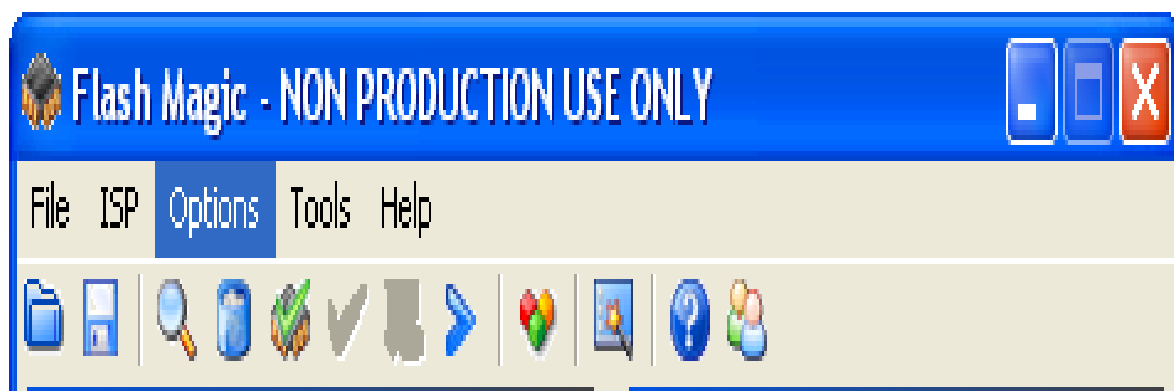 Flash Magic - NON PRODUCTION USE ONLY
File ISP Options Tools Help